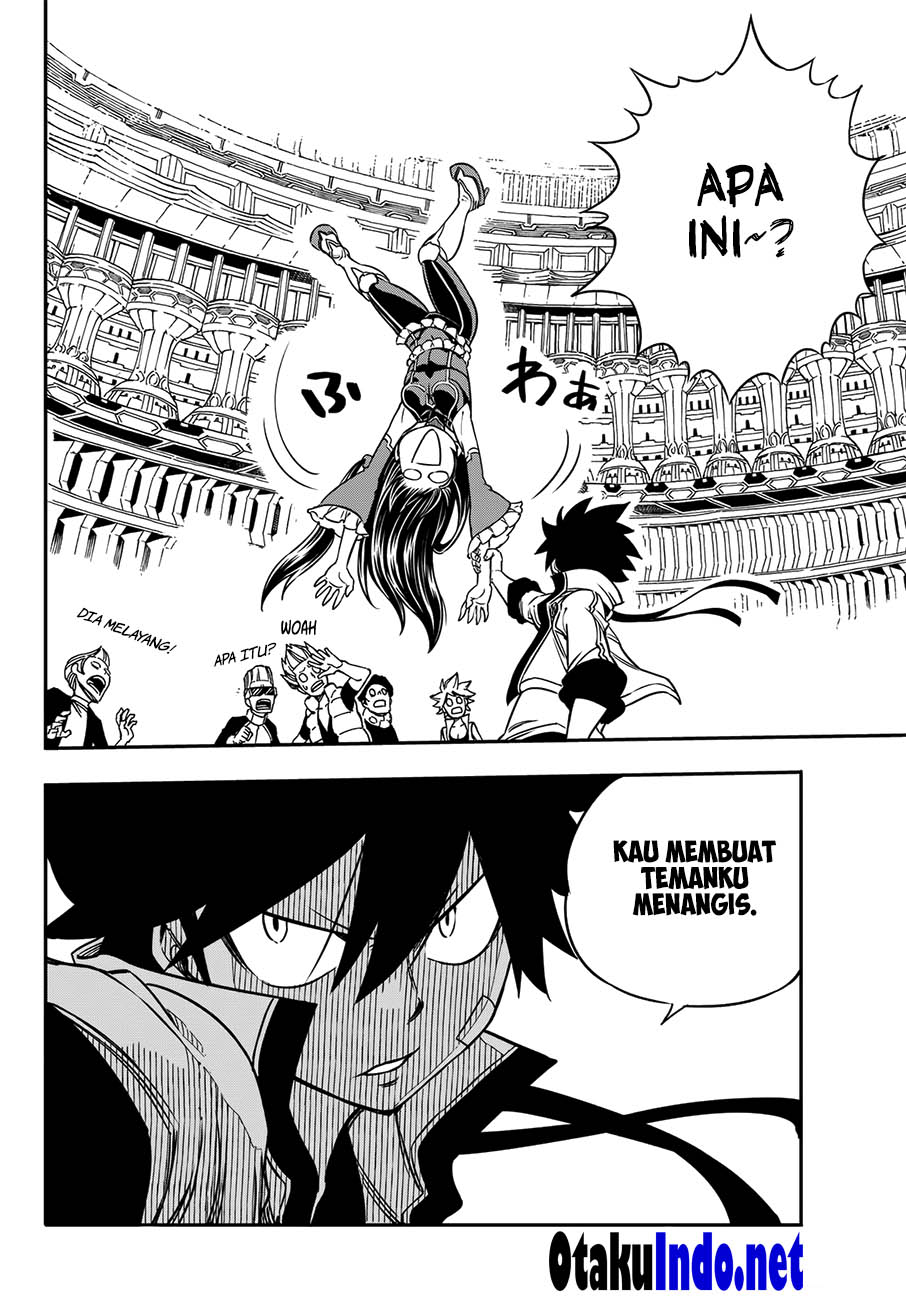 APA
INI~?
ふ
わぁ
DIA MELAYANG!
APA ITU?
WOAH
KAU MEMBUAT
TEMANKU
MENANGIS.
OtakuIndo.net